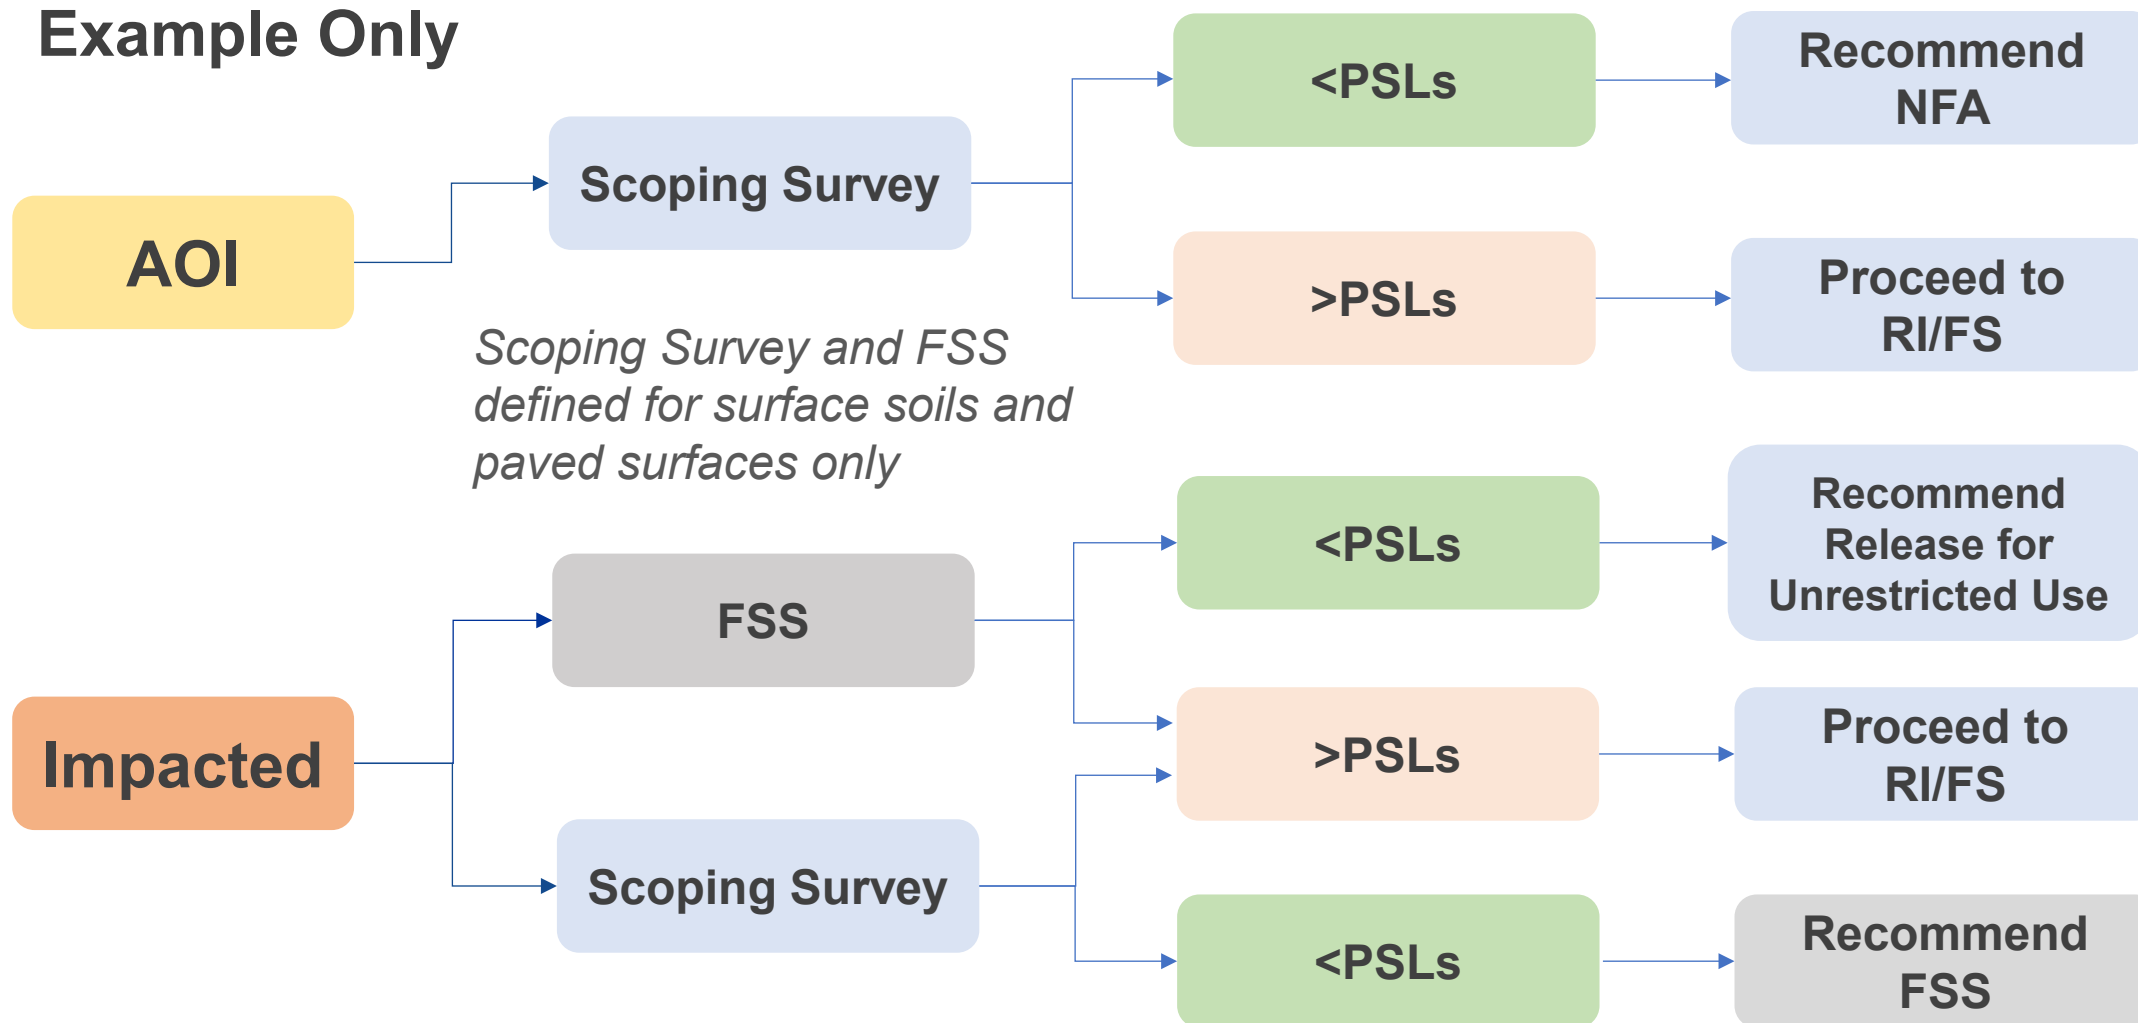 Example Only
<PSLs
Recommend
NFA
Scoping Survey
AOI
>PSLs
Proceed to
RI/FS
Scoping Survey and FSS
defined for surface soils and
paved surfaces only
<PSLs
Recommend
Release for
Unrestricted Use
FSS
Impacted
>PSLs
Proceed to
RI/FS
Scoping Survey
<PSLs
Recommend
FSS